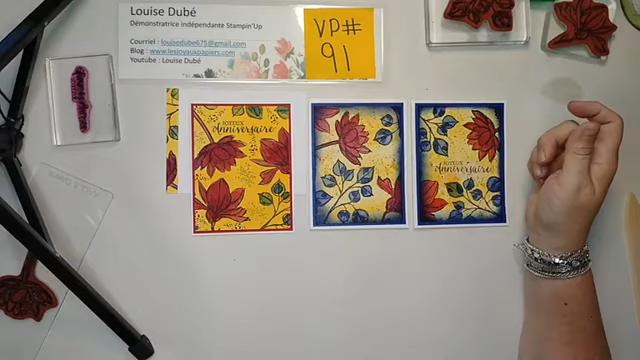 Louise Dubé
Démonstratrice indépendante Stampin'Up
Courriel : louisedube675@gmail.com
Blog : www.lesjoyauxpapiers.com
Youtube : Louise Dubé
VP#
91
JOYEUX
Anniversaire
JOYEUX
Anniversaire